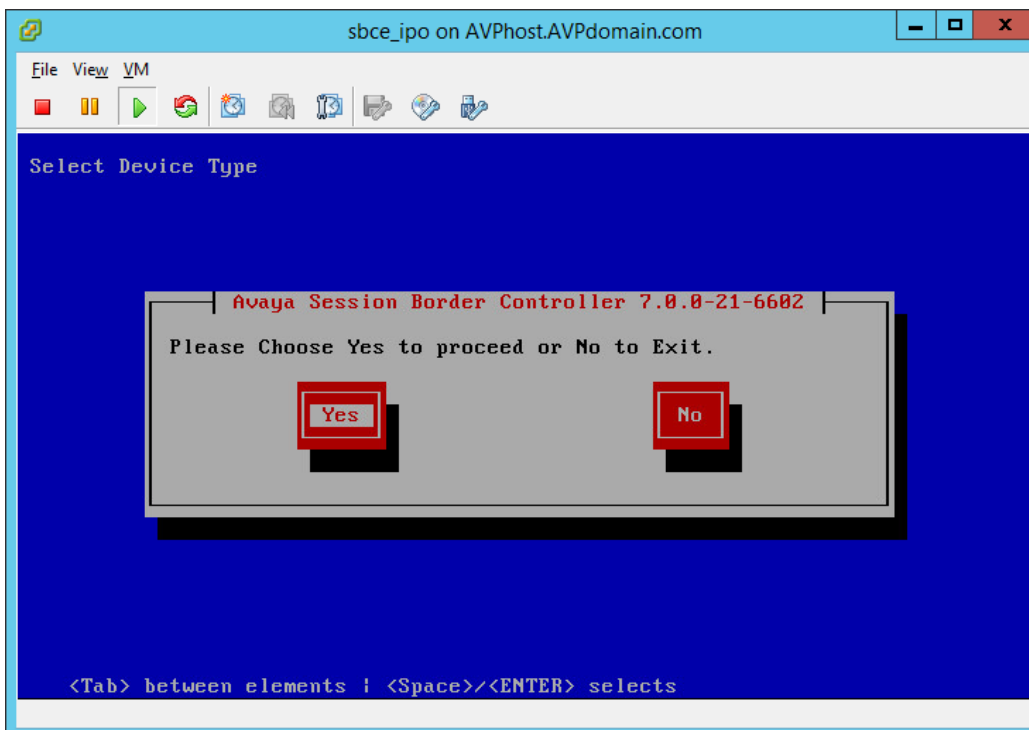 sbce_ipo on AVPhost.AVPdomain.com
File View VM
Select Device Type
Avaya Session Border Controller 7.0.0-21-6602
Please Choose Yes to proceed or No to Exit.
Yes No
<Tab> between elements | <Space>/<ENTER> selects